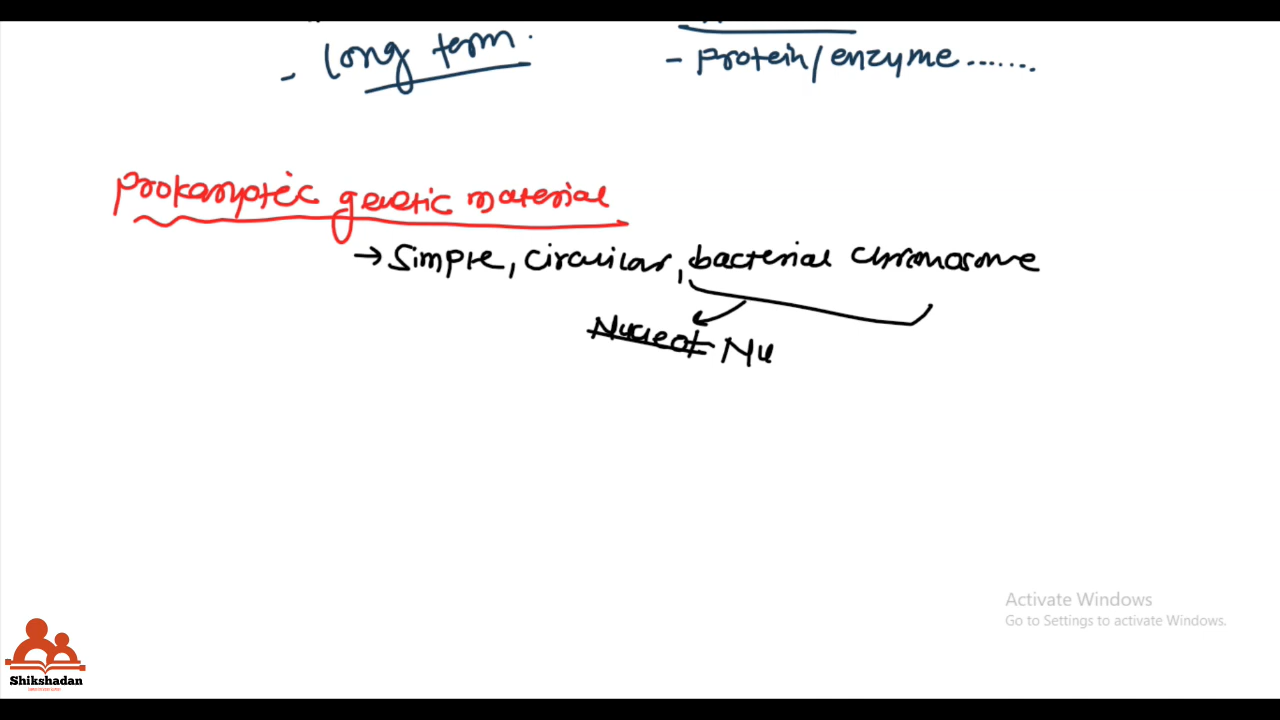 - long term.
- protein/enzyme.......
prokaryotic genetic material
→ Simple, circular, bacterial chromosome
Nu
Activate Windows
Go to Settings to activate Windows.
Shikshadan